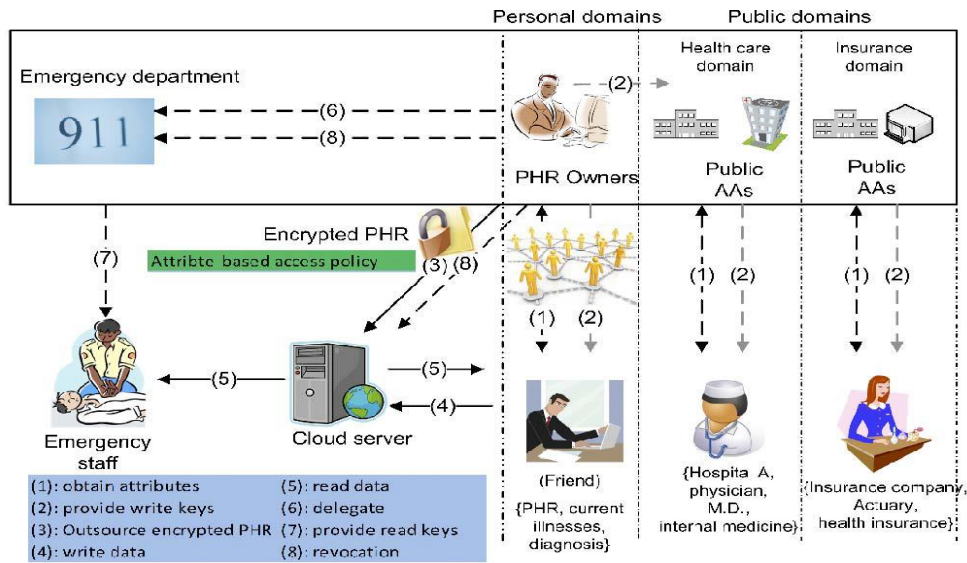 Personal domains
Public domains
Emergency department
911
(6)
(8)
(2)
PHR Owners
Health care
domain
Public
AAs
Insurance
domain
Public
AAs
Encrypted PHR
Attribte-based access policy
(3)
(8)
(7)
(1)
(2)
(1)
(2)
(1)
(2)
(5)
(5)
(4)
Emergency
staff
Cloud server
(Friend)
{PHR, current
illnesses,
diagnosis}
{Hospital A,
physician,
M.D.,
internal medicine}
(Insurance company,
Actuary,
health insurance}
(1): obtain attributes
(2): provide write keys
(3): Outsource encrypted PHR
(4): write data
(5): read data
(6): delegate
(7): provide read keys
(8): revocation